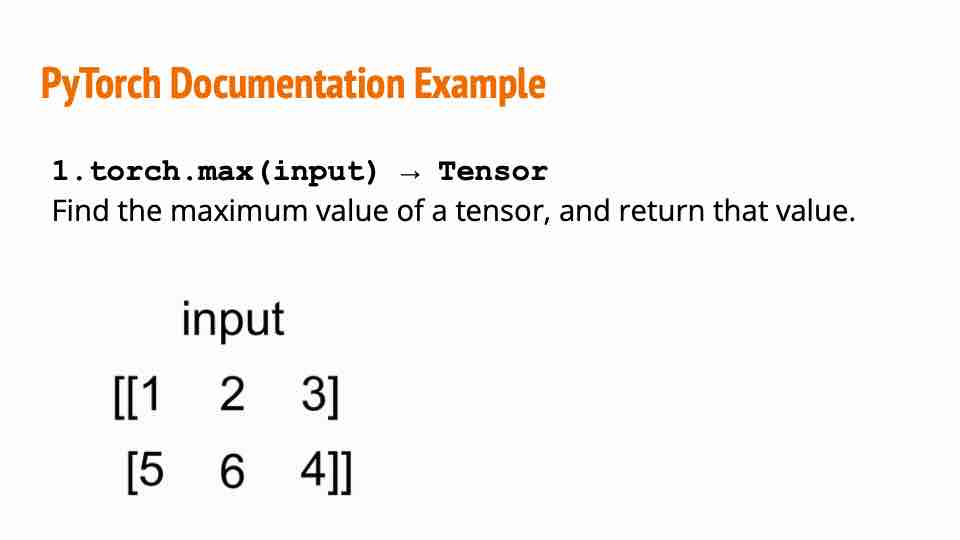 PyTorch Documentation Example
1.torch.max(input) → Tensor
Find the maximum value of a tensor, and return that value.
input
[[1 2 3]
[5 6 4]]